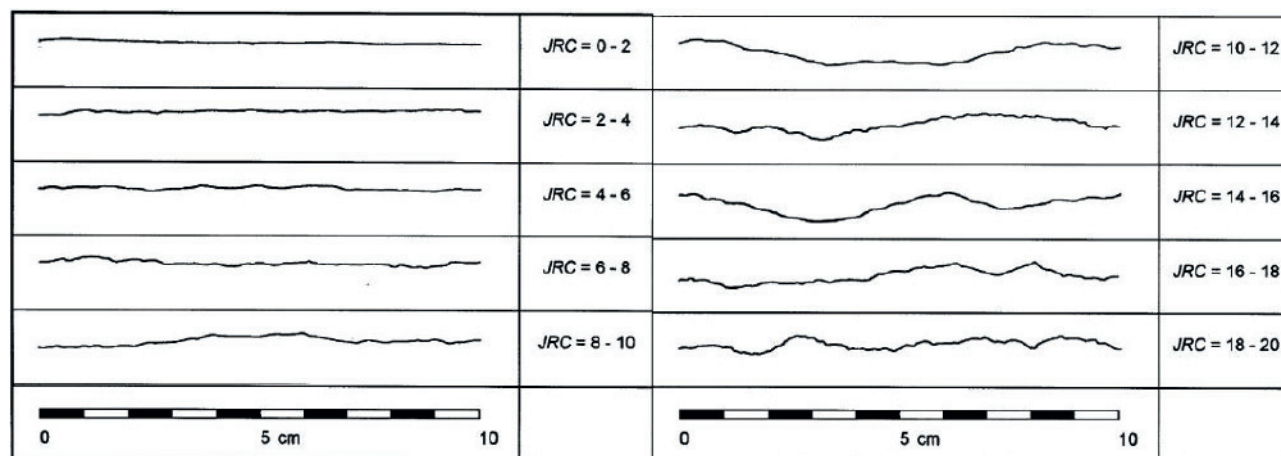 JRC = 0 - 2
JRC = 2 - 4
JRC = 4 - 6
JRC = 6 - 8
JRC = 8 - 10
0 5 cm 10
JRC = 10 - 12
JRC = 12 - 14
JRC = 14 - 16
JRC = 16 - 18
JRC = 18 - 20
0 5 cm 10